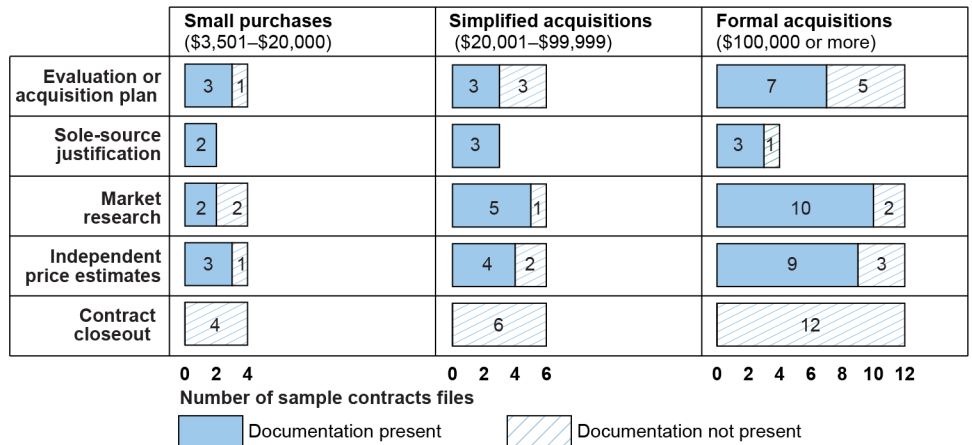 Small purchases
($3,501–$20,000)
Simplified acquisitions
($20,001–$99,999)
Formal acquisitions
($100,000 or more)
Evaluation or
acquisition plan
3 1
3 3
7 5
Sole-source
justification
2
3
3 1
Market
research
2 2
5 1
10 2
Independent
price estimates
3 1
4 2
9 3
Contract
closeout
4
6
12
0 2 4
0 2 4 6
0 2 4 6 8 10 12
Number of sample contracts files
Documentation present
Documentation not present